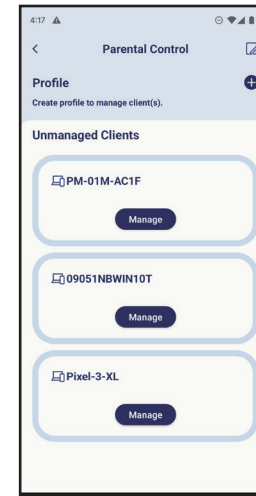 4:17
Parental Control
Profile
Create profile to manage client(s).
Unmanaged Clients
PM-01M-AC1F
Manage
09051NBWIN10T
Manage
Pixel-3-XL
Manage